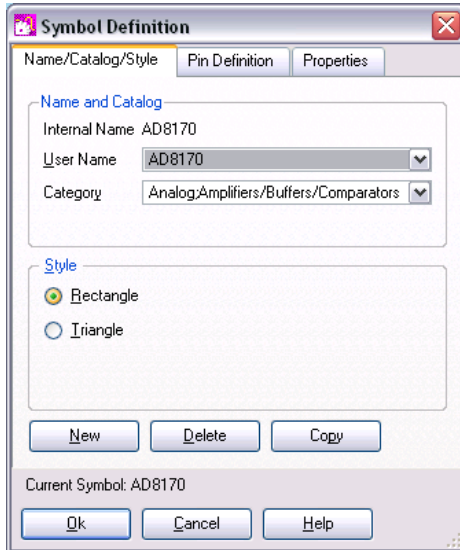 Symbol Definition
Name/Catalog/Style Pin Definition Properties
Name and Catalog
Internal Name AD8170
User Name AD8170
Category Analog;Amplifiers/Buffers/Comparators
Style
Rectangle
Triangle
New Delete Copy
Current Symbol: AD8170
Ok Cancel Help